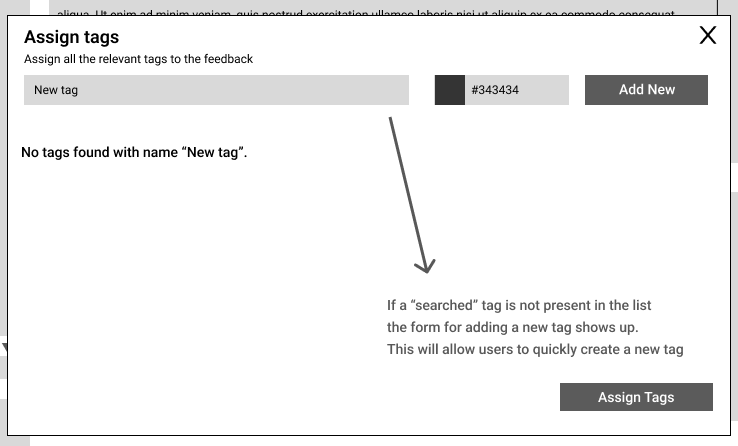 aliqua. Ut enim ad minim veniam, quis nostrud exercitation ullamco laboris nisi ut aliquip ex ea commodo consequat.
Assign tags
X
Assign all the relevant tags to the feedback
New tag
#343434
Add New
No tags found with name “New tag”.
If a “searched” tag is not present in the list
the form for adding a new tag shows up.
This will allow users to quickly create a new tag
Assign Tags